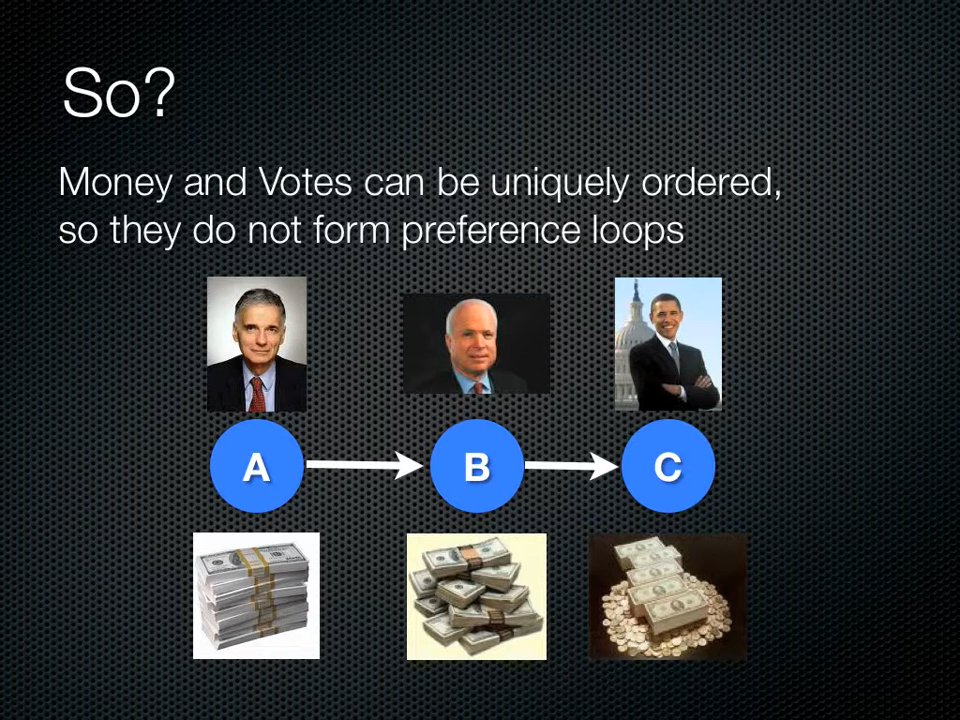 So?
Money and Votes can be uniquely ordered,
so they do not form preference loops
A B C